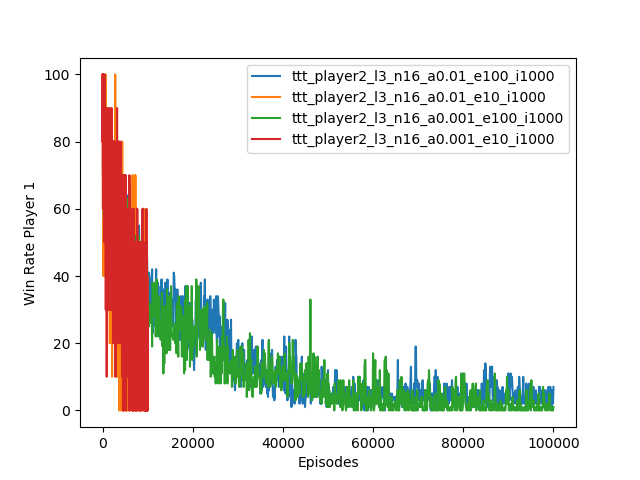 100
80
60
40
20
0
Win Rate Player 1
ttt_player2_l3_n16_a0.01_e100_i1000
ttt_player2_l3_n16_a0.01_e10_i1000
ttt_player2_l3_n16_a0.001_e100_i1000
ttt_player2_l3_n16_a0.001_e10_i1000
0 20000 40000 60000 80000 100000
Episodes